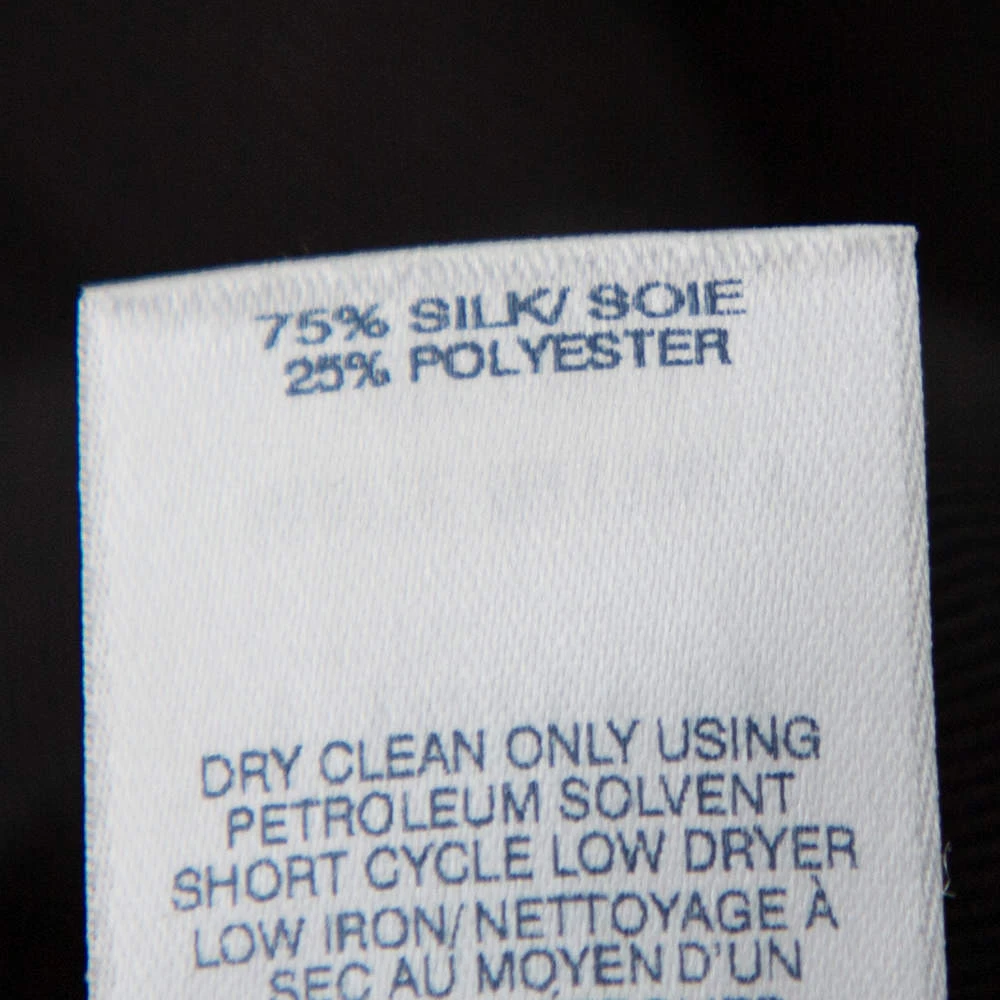 75% SILK/ SOIE
25% POLYESTER
DRY CLEAN ONLY USING
PETROLEUM SOLVENT
SHORT CYCLE LOW DRYER
LOW IRON/ NETTOYAGE À
SEC AU MOYEN D'UN